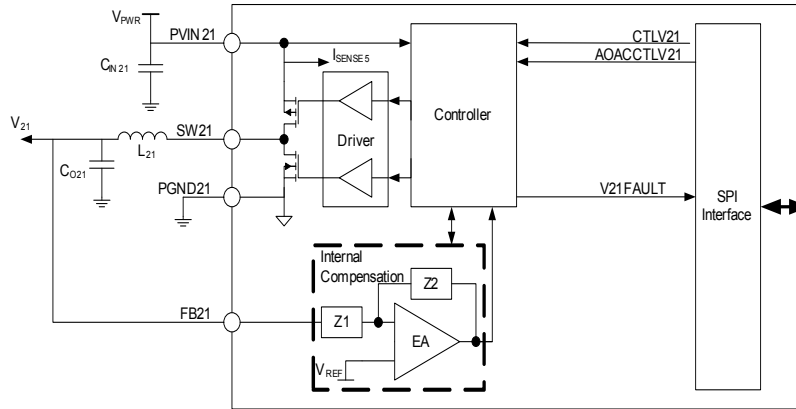 VPWR
PVIN21
CTLV21
CIN21
ISENSE5
AOACCTLV21
Controller
V21
SW21
Driver
L21
CO21
PGND21
V21FAULT
SPI
Interface
Internal
Compensation
Z2
FB21
Z1
EA
VREF